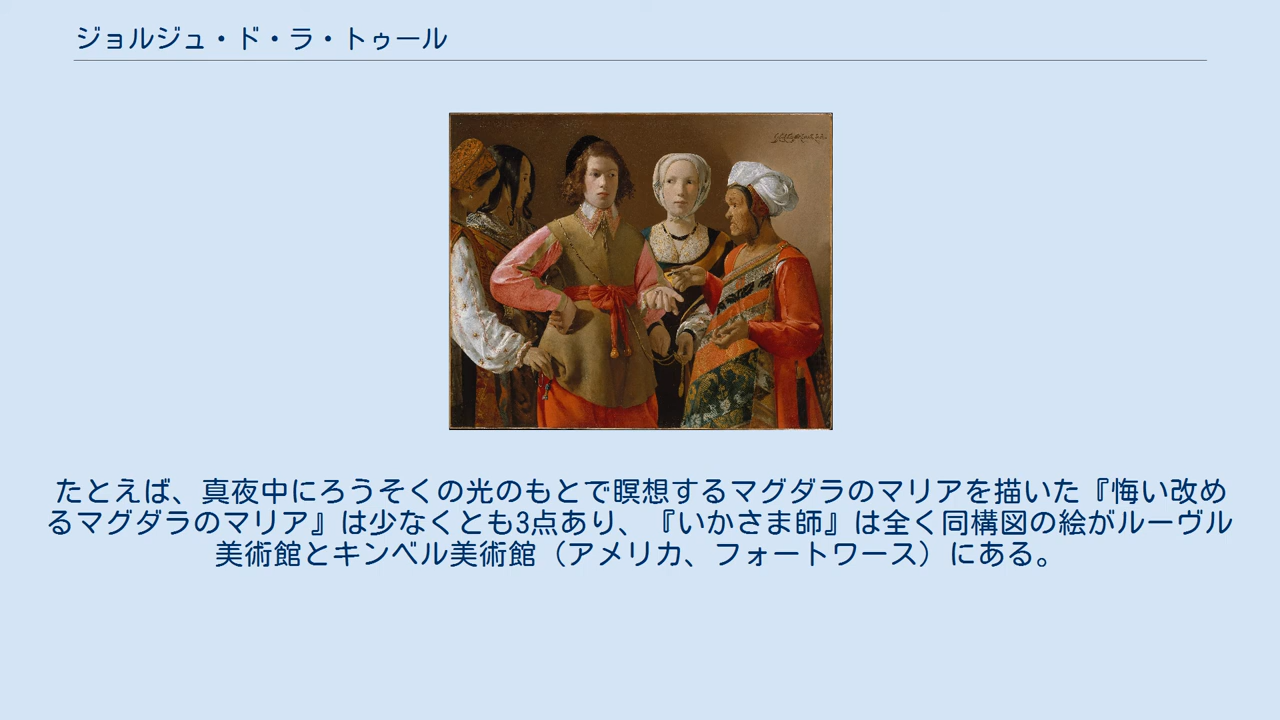 ジョルジュ・ド・ラ・トゥール
たとえば、真夜中にろうそくの光のもとで瞑想するマグダラのマリアを描いた『悔い改め
るマグダラのマリア』は少なくとも3点あり、『いかさま師』は全く同構図の絵がルーヴル
美術館とキンベル美術館（アメリカ、フォートワース）にある。